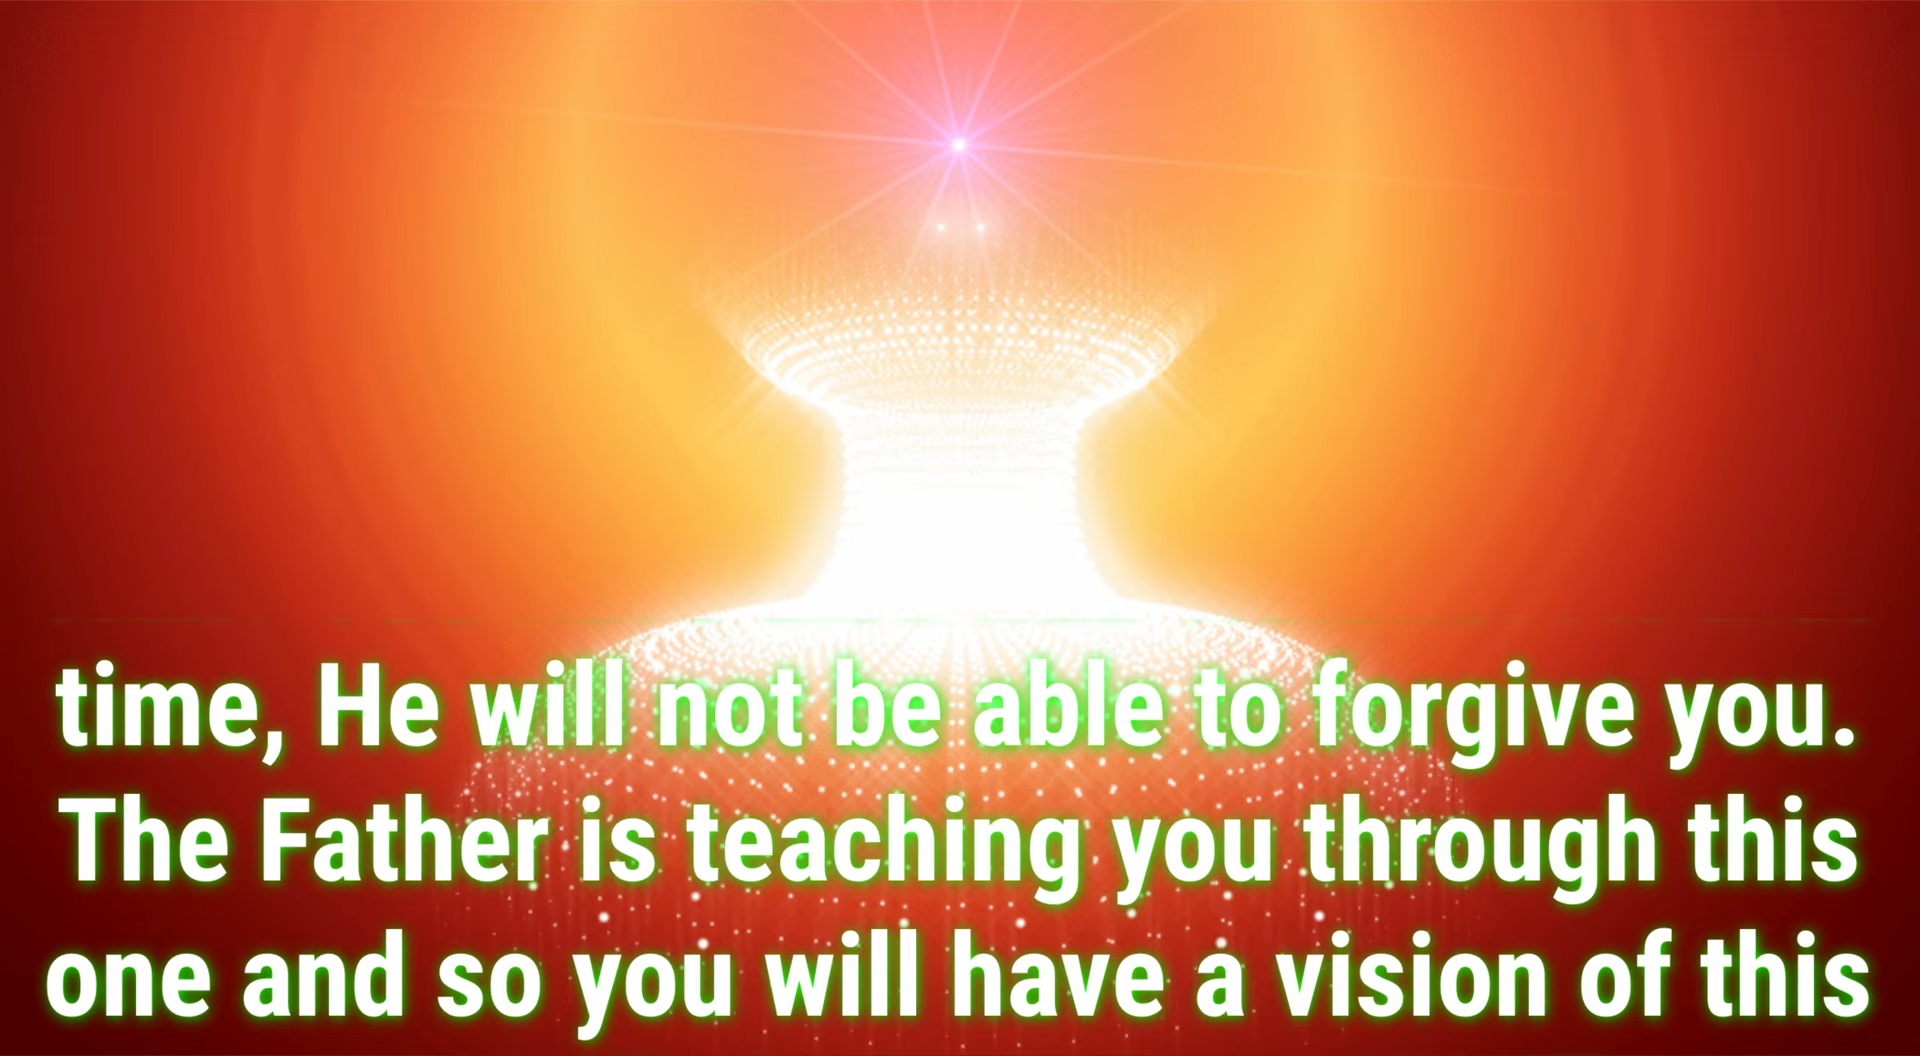 time, He will not be able to forgive you.
The Father is teaching you through this
one and so you will have a vision of this